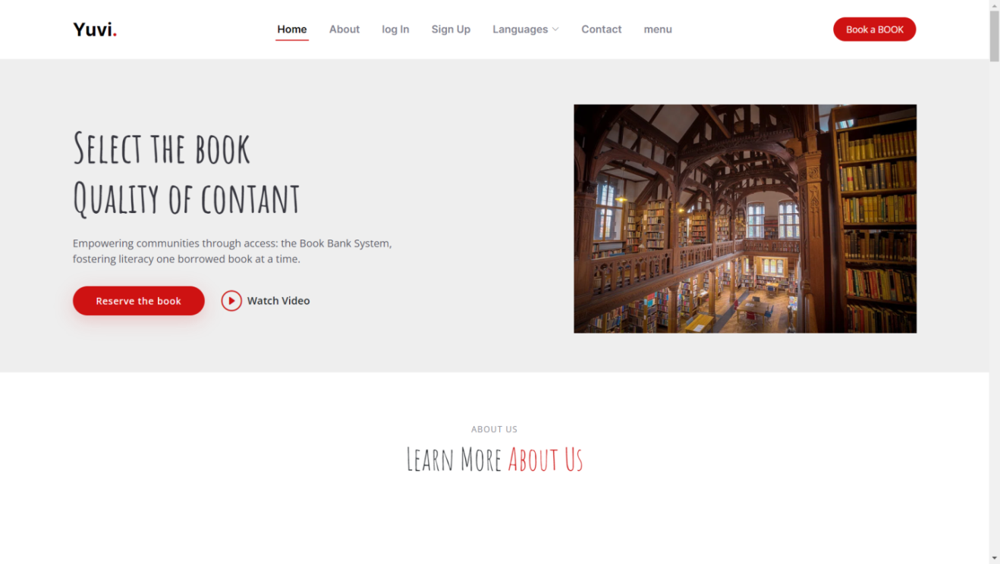 Yuvi.
Home About log In Sign Up Languages Contact menu
Book a BOOK
Select the book
Quality of contant
Empowering communities through access: the Book Bank System,
fostering literacy one borrowed book at a time.
Reserve the book
Watch Video
ABOUT US
Learn More About Us